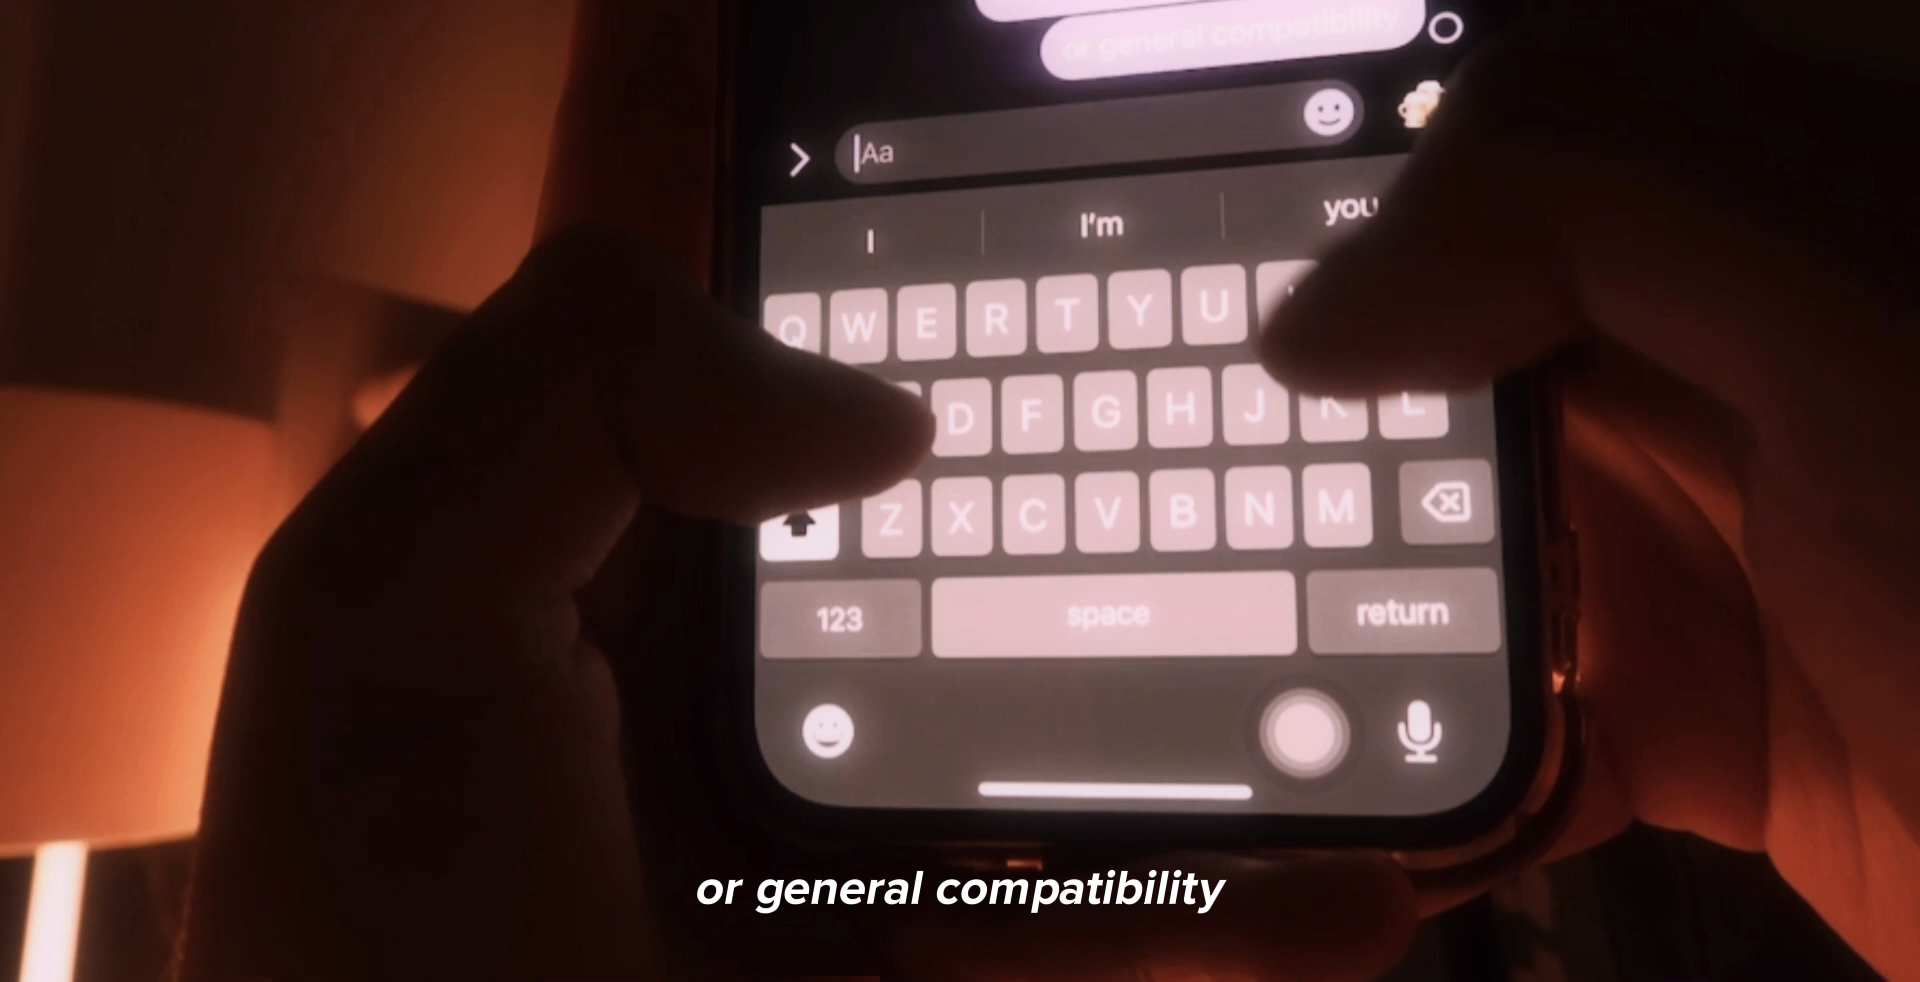 or general compatibility
Aa
I I'm you
Q W E R T Y U
D F G H J K L
Z X C V B N M
123 space return
or general compatibility